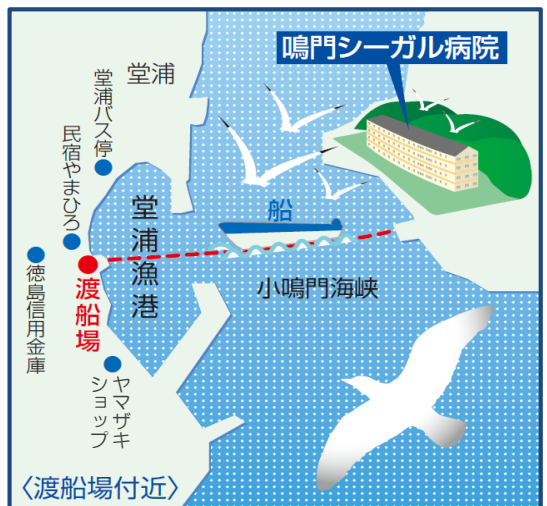 鳴門シーガル病院
堂浦
堂浦バス停
民宿やまひろ
堂浦漁港
船
小鳴門海峡
渡船場
徳島信用金庫
ヤマザキ
ショップ
〈渡船場付近〉